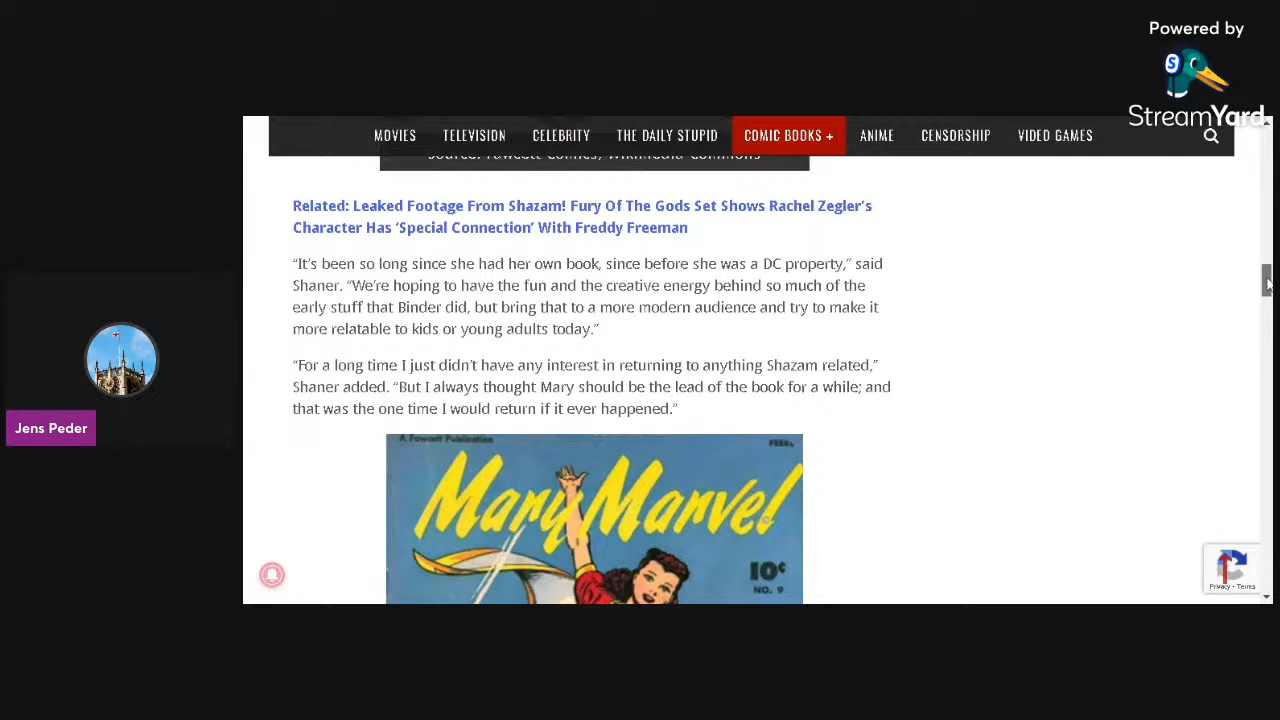 Powered by
StreamYard
MOVIES TELEVISION CELEBRITY THE DAILY STUPID COMIC BOOKS + ANIME CENSORSHIP VIDEO GAMES
Source: Fawcett Comics, Wikimedia Commons
Related: Leaked Footage From Shazam! Fury Of The Gods Set Shows Rachel Zegler’s
Character Has ‘Special Connection’ With Freddy Freeman
“It’s been so long since she had her own book, since before she was a DC property,” said
Shaner. “We’re hoping to have the fun and the creative energy behind so much of the
early stuff that Binder did, but bring that to a more modern audience and try to make it
more relatable to kids or young adults today.”
“For a long time I just didn’t have any interest in returning to anything Shazam related,”
Shaner added. “But I always thought Mary should be the lead of the book for a while; and
that was the one time I would return if it ever happened.”
Jens Peder
A Fawcett Publication
Mary Marvel
10¢
NO. 9
Privacy - Terms